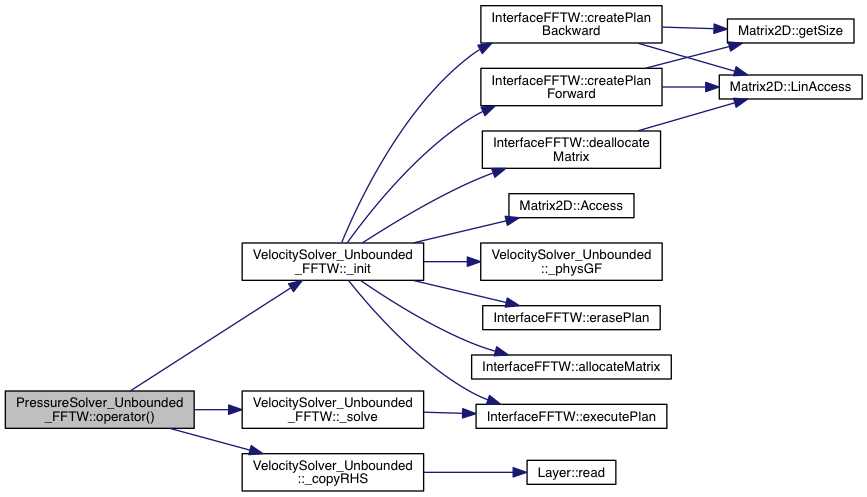 InterfaceFFTW::createPlan
Backward
Matrix2D::getSize
InterfaceFFTW::createPlan
Forward
Matrix2D::LinAccess
InterfaceFFTW::deallocate
Matrix
Matrix2D::Access
VelocitySolver_Unbounded
_FFTW::_init
VelocitySolver_Unbounded
::_physGF
InterfaceFFTW::erasePlan
InterfaceFFTW::allocateMatrix
PressureSolver_Unbounded
_FFTW::operator()
VelocitySolver_Unbounded
_FFTW::_solve
InterfaceFFTW::executePlan
VelocitySolver_Unbounded
::_copyRHS
Layer::read